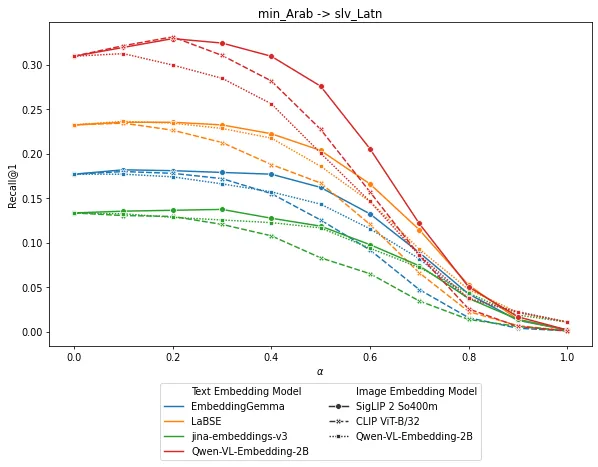 min_Arab -> slv_Latn
Recall@1
0.30
0.25
0.20
0.15
0.10
0.05
0.00
0.0 0.2 0.4 0.6 0.8 1.0
α
Text Embedding Model
EmbeddingGemma
LaBSE
jina-embeddings-v3
Qwen-VL-Embedding-2B
Image Embedding Model
SigLIP 2 So400m
CLIP ViT-B/32
Qwen-VL-Embedding-2B